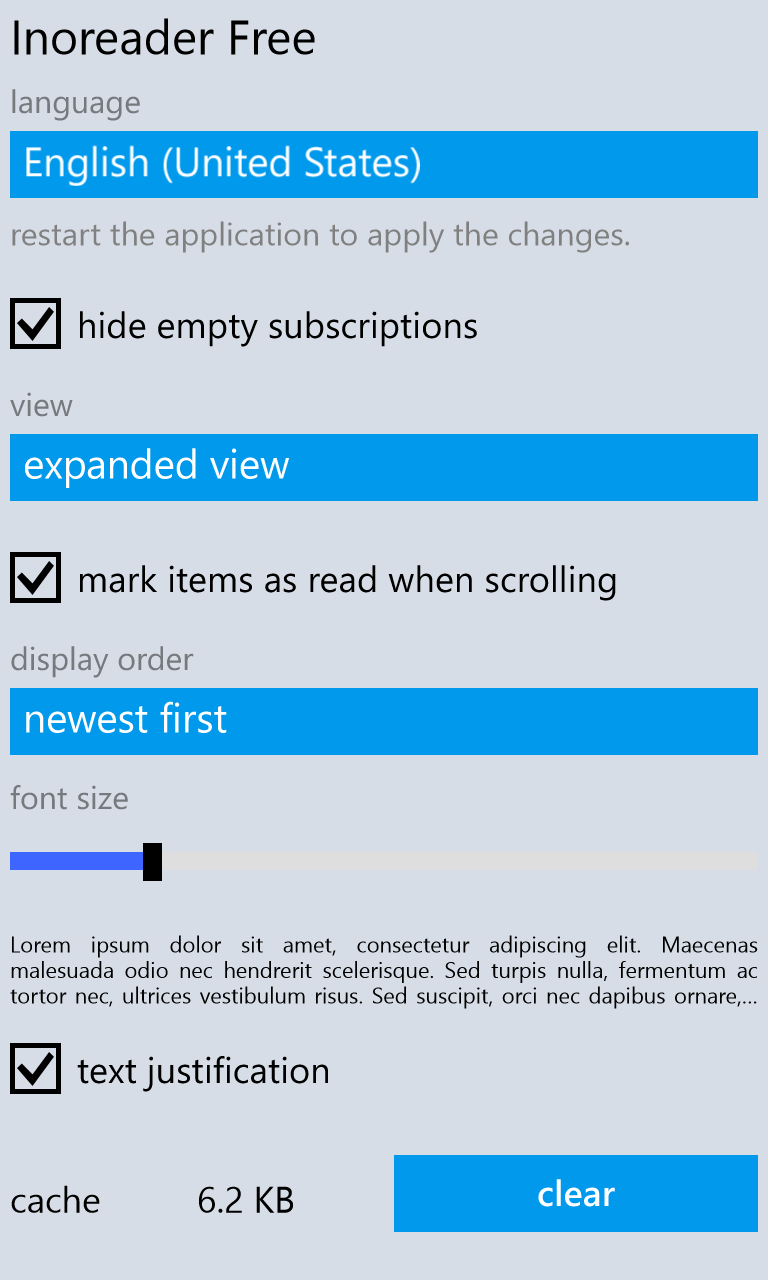 Inoreader Free
language
English (United States)
restart the application to apply the changes.
hide empty subscriptions
view
expanded view
mark items as read when scrolling
display order
newest first
font size
Lorem ipsum dolor sit amet, consectetur adipiscing elit. Maecenas
malesuada odio nec hendrerit scelerisque. Sed turpis nulla, fermentum ac
tortor nec, ultrices vestibulum risus. Sed suscipit, orci nec dapibus ornare,...
text justification
cache 6.2 KB clear